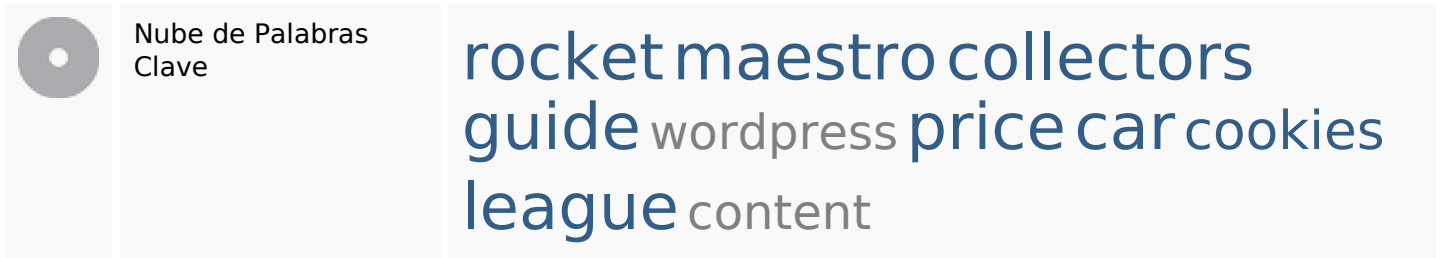 Nube de Palabras
Clave
rocket maestro collectors
guide wordpress price car cookies
league content